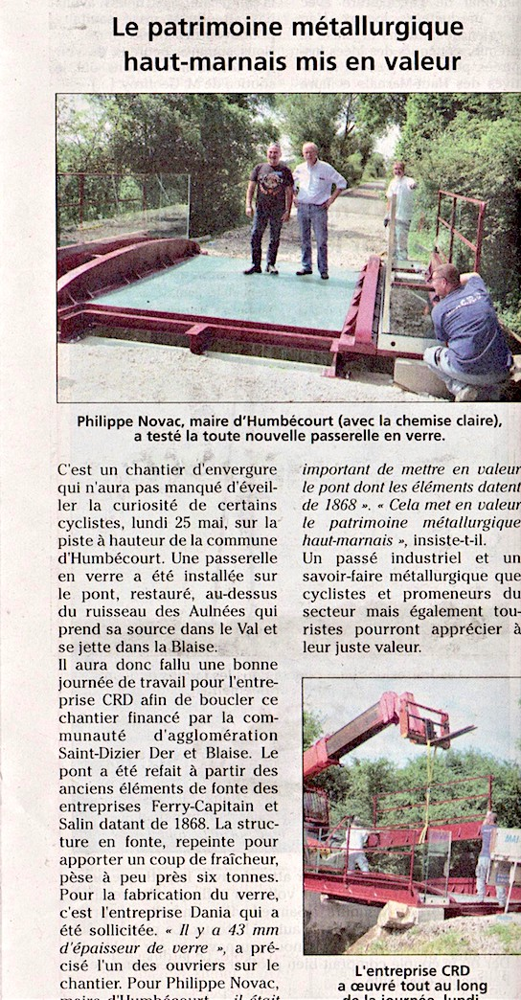 Le patrimoine métallurgique
haut-marnais mis en valeur
Philippe Novac, maire d'Humbécourt (avec la chemise claire),
a testé la toute nouvelle passerelle en verre.
C'est un chantier d'envergure
qui n'aura pas manqué d'éveil-
ler la curiosité de certains
cyclistes, lundi 25 mai, sur la
piste à hauteur de la commune
d'Humbécourt. Une passerelle
en verre a été installée sur
le pont, restauré, au-dessus
du ruisseau des Aulnées qui
prend sa source dans le Val et
se jette dans la Blaise.
Il aura donc fallu une bonne
journée de travail pour l'entre-
prise CRD afin de boucler ce
chantier financé par la com-
munauté d'agglomération
Saint-Dizier Der et Blaise. Le
pont a été refait à partir des
anciens éléments de fonte des
entreprises Ferry-Capitain et
Salin datant de 1868. La struc-
ture en fonte, repeinte pour
apporter un coup de fraîcheur,
pèse à peu près six tonnes.
Pour la fabrication du verre,
c'est l'entreprise Dania qui a
été sollicitée. « Il y a 43 mm
d'épaisseur de verre », a pré-
cisé l'un des ouvriers sur le
chantier. Pour Philippe Novac,
maire d'Humbécourt, « il était
important de mettre en valeur
le pont dont les éléments datent
de 1868 ». « Cela met en valeur
le patrimoine métallurgique
haut-marnais », insiste-t-il.
Un passé industriel et un
savoir-faire métallurgique que
cyclistes et promeneurs du
secteur mais également tou-
ristes pourront apprécier à
leur juste valeur.
MAI
L'entreprise CRD
a œuvré tout au long
de la journée, lundi